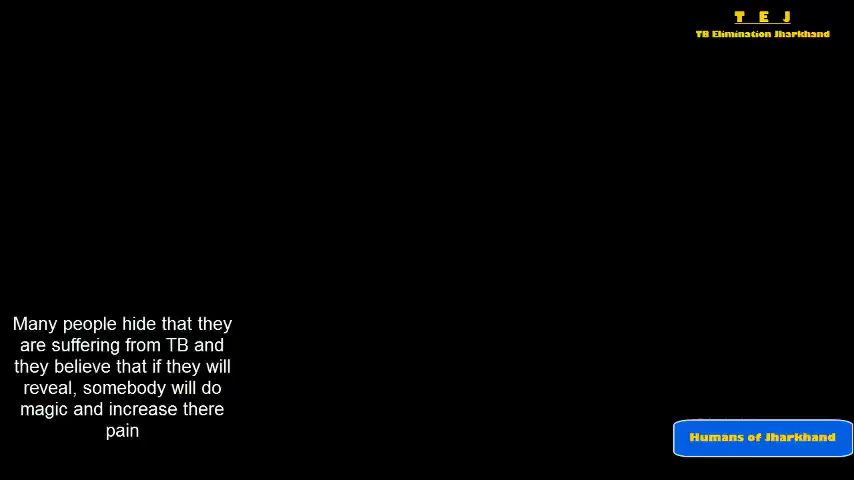 T E J
TB Elimination Jharkhand
Many people hide that they
are suffering from TB and
they believe that if they will
reveal, somebody will do
magic and increase there
pain
Humans of Jharkhand